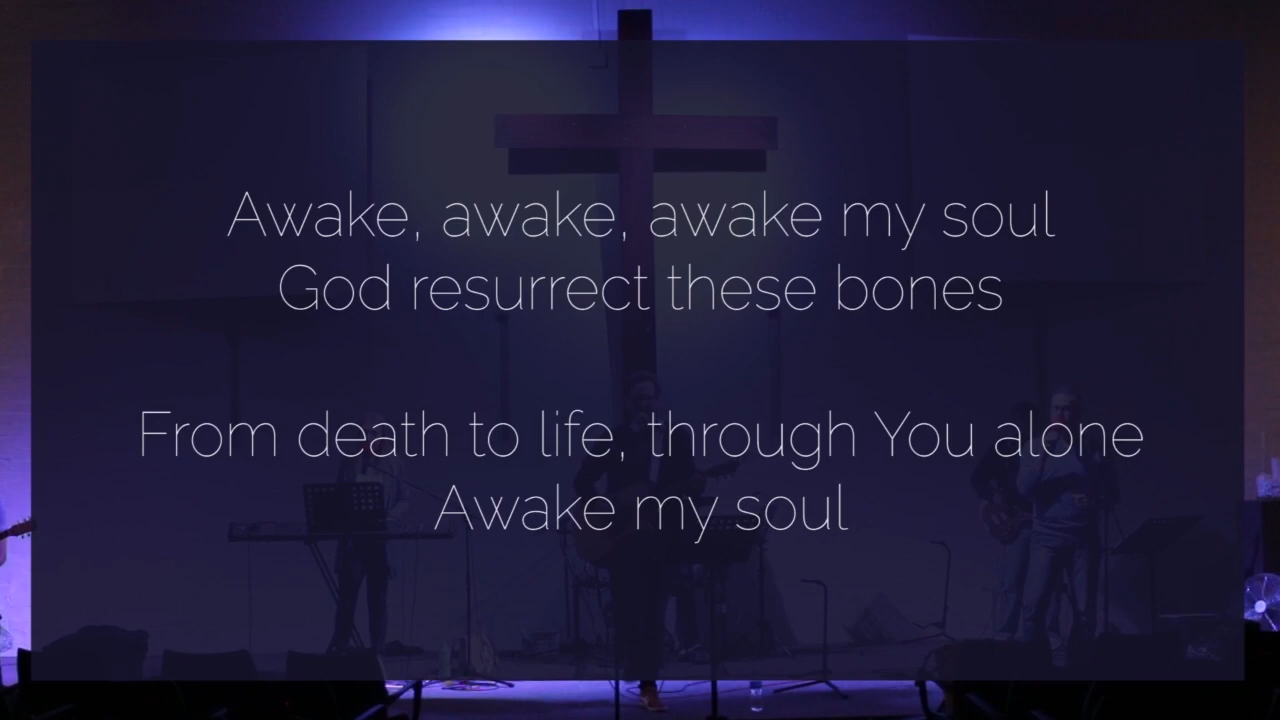 Awake, awake, awake my soul
God resurrect these bones
From death to life, through You alone
Awake my soul